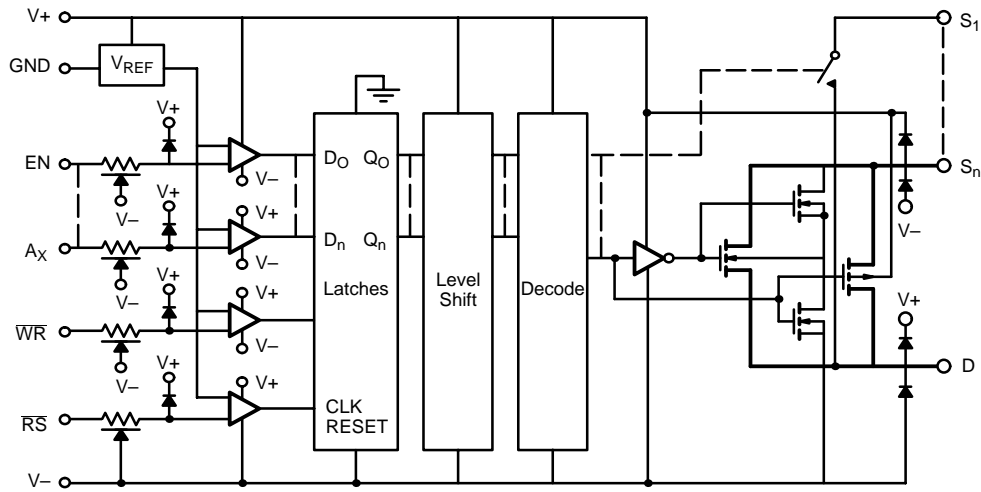 V+
S1
GND
VREF
V+
EN
DO
QO
Sn
V–
V–
V+
V–
AX
Dn
Qn
V+
V–
V–
Latches
Level
Shift
Decode
V+
V+
V+
WR
V–
V–
V+
V+
D
RS
CLK
RESET
V–